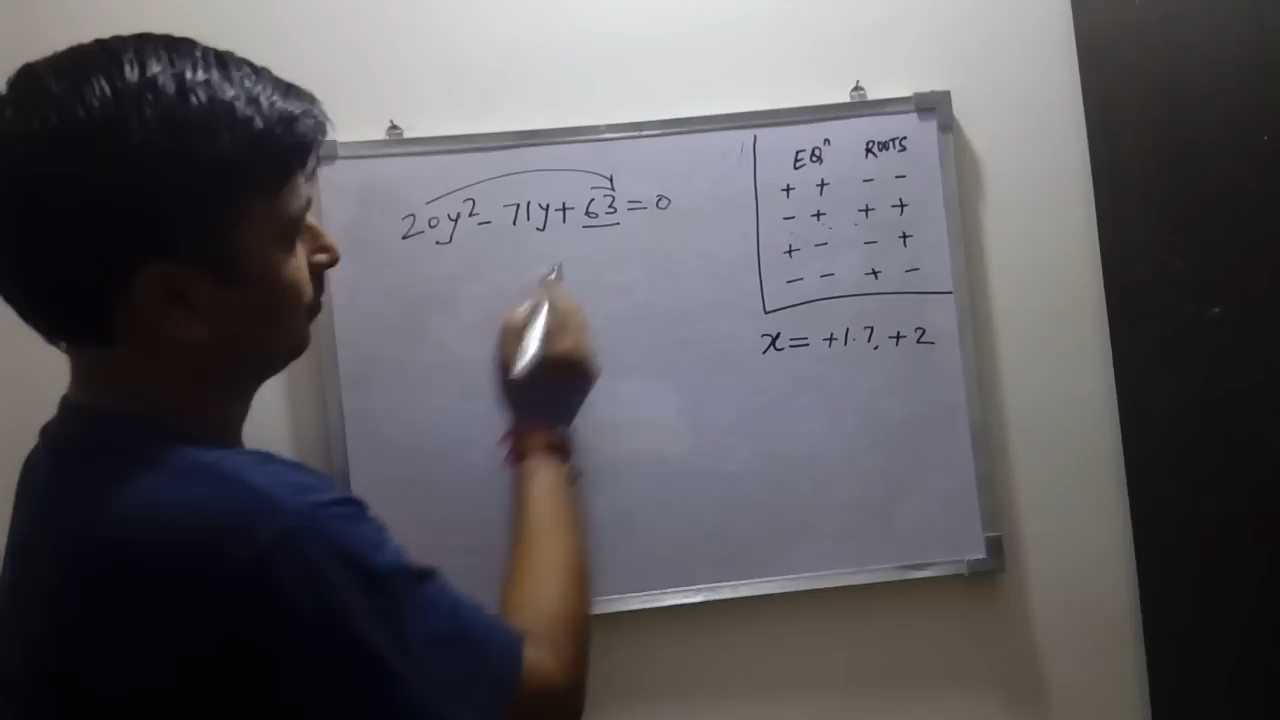 20y² - 71y + 63 = 0
EQⁿ ROOTS
+ + - -
- + + +
+ - - +
- - + -
x = +1.7, +2